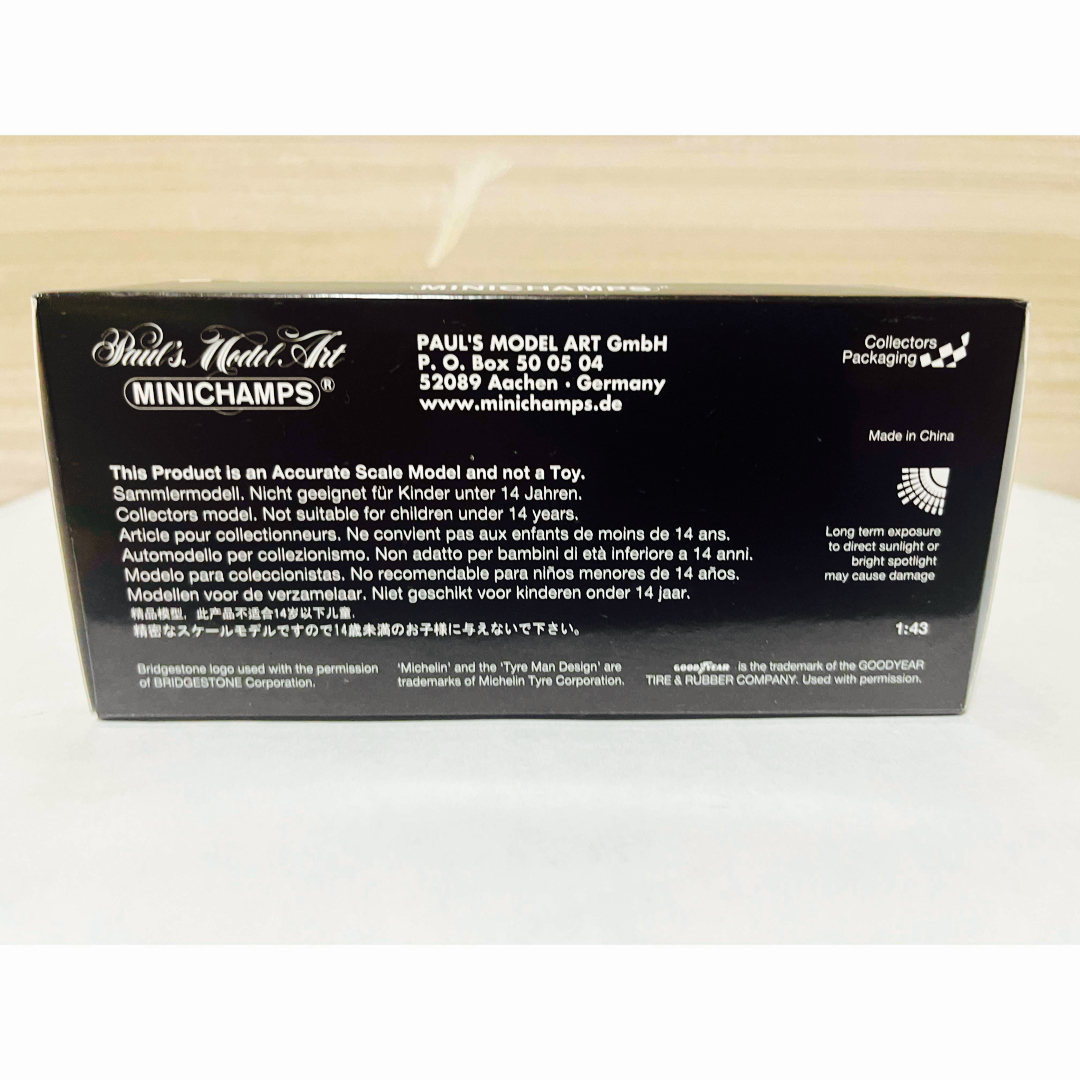 MINICHAMPS
Paul's Model Art
MINICHAMPS®
PAUL'S MODEL ART GmbH
P. O. Box 50 05 04
52089 Aachen · Germany
www.minichamps.de
Collectors
Packaging
Made in China
This Product is an Accurate Scale Model and not a Toy.
Sammlermodell. Nicht geeignet für Kinder unter 14 Jahren.
Collectors model. Not suitable for children under 14 years.
Article pour collectionneurs. Ne convient pas aux enfants de moins de 14 ans.
Automodello per collezionismo. Non adatto per bambini di età inferiore a 14 anni.
Modelo para coleccionistas. No recomendable para niños menores de 14 años.
Modellen voor de verzamelaar. Niet geschikt voor kinderen onder 14 jaar.
精品模型，此产品不适合14岁以下儿童.
精密なスケールモデルですので14歳未満のお子様に与えないで下さい。
Long term exposure
to direct sunlight or
bright spotlight
may cause damage
1:43
Bridgestone logo used with the permission
of BRIDGESTONE Corporation.
'Michelin' and the 'Tyre Man Design' are
trademarks of Michelin Tyre Corporation.
GOODYEAR is the trademark of the GOODYEAR
TIRE & RUBBER COMPANY. Used with permission.